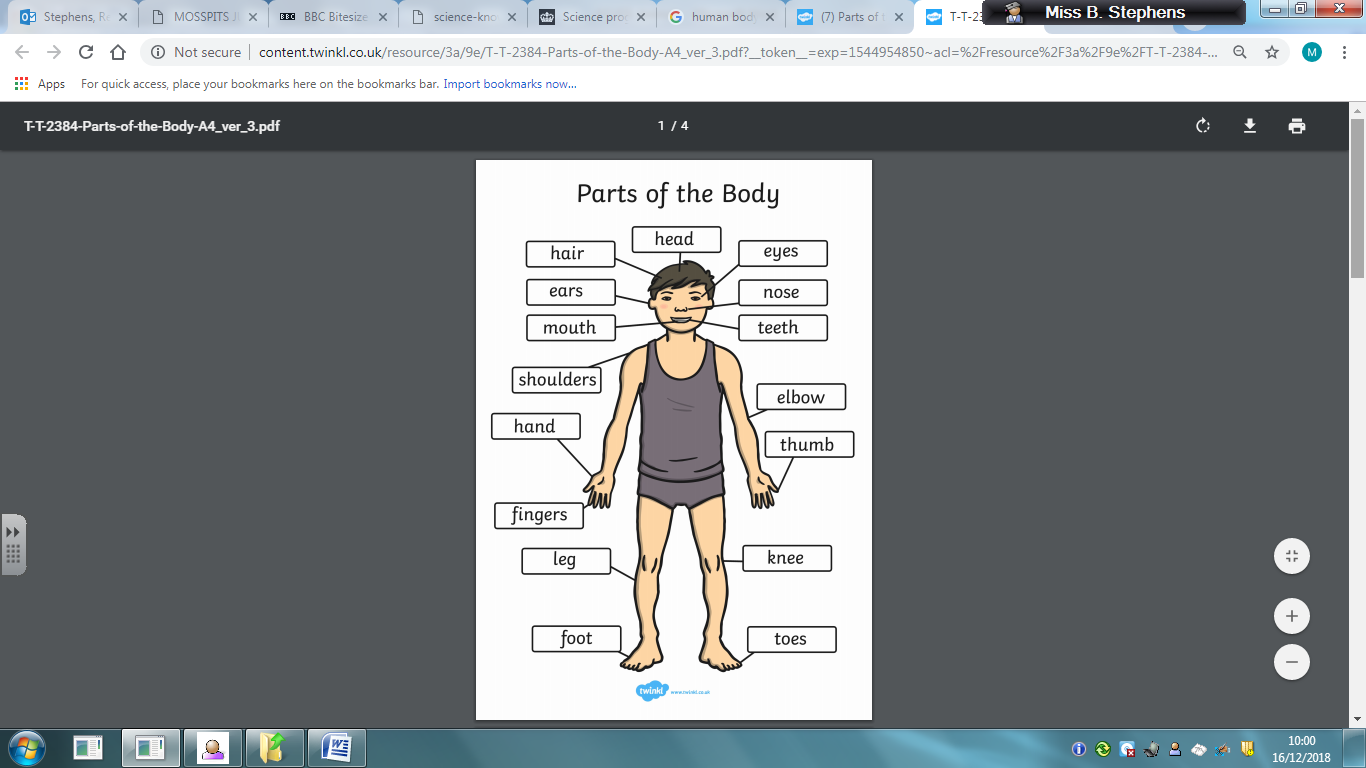 Stephens, R
MOSSPITS J
BBC
BBC Bitesize
science-kno
Science pro
human body
(7) Parts of t
T-T-23
Miss B. Stephens
Not secure
content.twinkl.co.uk/resource/3a/9e/T-T-2384-Parts-of-the-Body-A4_ver_3.pdf?__token__=exp=1544954850~acl=%2Fresource%2F3a%2F9e%2FT-T-2384-...
M
Apps For quick access, place your bookmarks here on the bookmarks bar. Import bookmarks now...
T-T-2384-Parts-of-the-Body-A4_ver_3.pdf
1 / 4
Parts of the Body
head
hair
eyes
ears
nose
mouth
teeth
shoulders
elbow
hand
thumb
fingers
leg
knee
foot
toes
twinkl www.twinkl.co.uk
10:00
16/12/2018